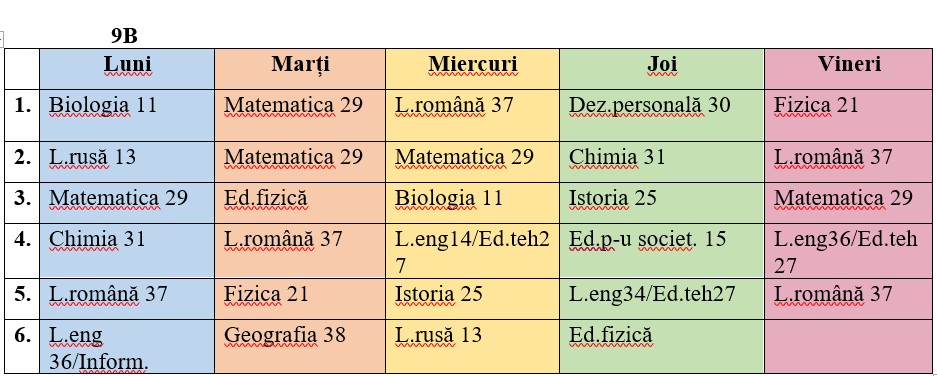 9B
Luni Marți Miercuri Joi Vineri
1. Biologia 11 Matematica 29 L.română 37 Dez.personală 30 Fizica 21
2. L.rusă 13 Matematica 29 Matematica 29 Chimia 31 L.română 37
3. Matematica 29 Ed.fizică Biologia 11 Istoria 25 Matematica 29
4. Chimia 31 L.română 37 L.eng14/Ed.teh2 Ed.p-u societ. 15 L.eng36/Ed.teh
7 27
5. L.română 37 Fizica 21 Istoria 25 L.eng34/Ed.teh27 L.română 37
6. L.eng Geografia 38 L.rusă 13 Ed.fizică
36/Inform.